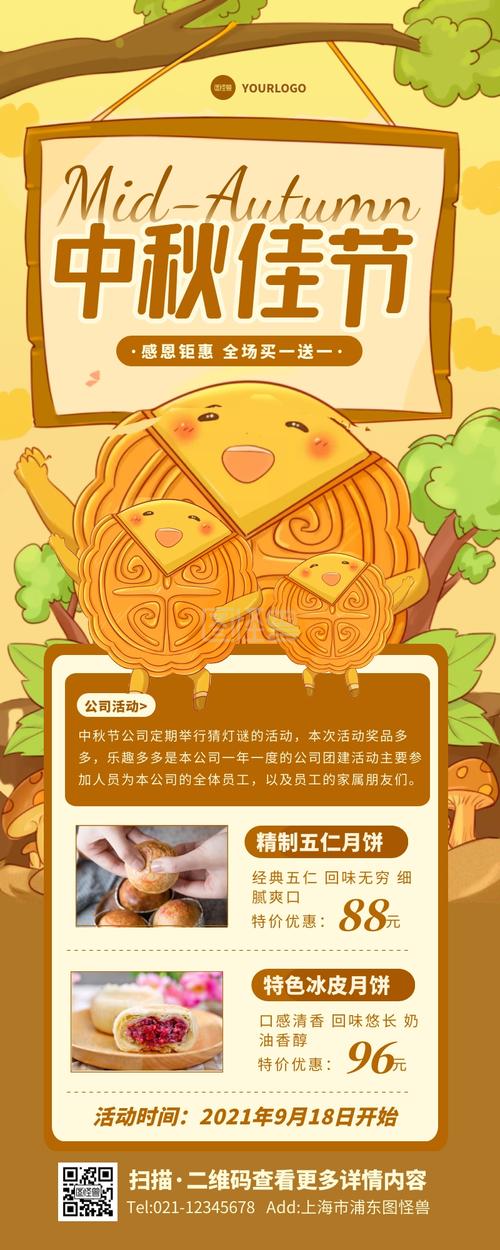 图怪兽 YOURLOGO
Mid-Autumn
中秋佳节
·感恩钜惠 全场买一送一·
图怪兽
公司活动>
中秋节公司定期举行猜灯谜的活动，本次活动奖品多
多，乐趣多多是本公司一年一度的公司团建活动主要参
加人员为本公司的全体员工，以及员工的家属朋友们。
精制五仁月饼
经典五仁 回味无穷 细
腻爽口
特价优惠：88元
特色冰皮月饼
口感清香 回味悠长 奶
油香醇
特价优惠：96元
活动时间：2021年9月18日开始
图怪兽
扫描·二维码查看更多详情内容
Tel:021-12345678 Add:上海市浦东图怪兽